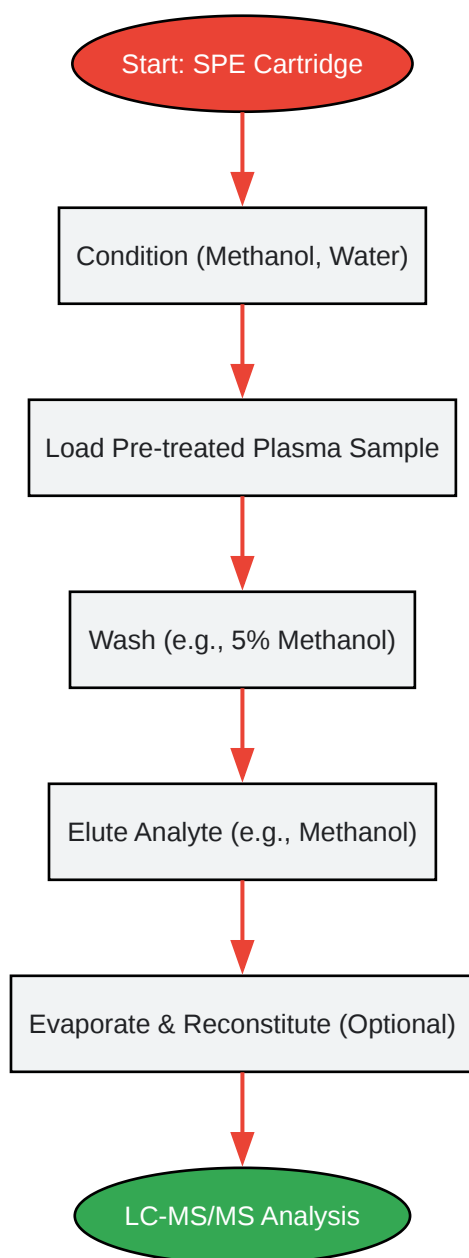 Start: SPE Cartridge
Condition (Methanol, Water)
Load Pre-treated Plasma Sample
Wash (e.g., 5% Methanol)
Elute Analyte (e.g., Methanol)
Evaporate & Reconstitute (Optional)
LC-MS/MS Analysis